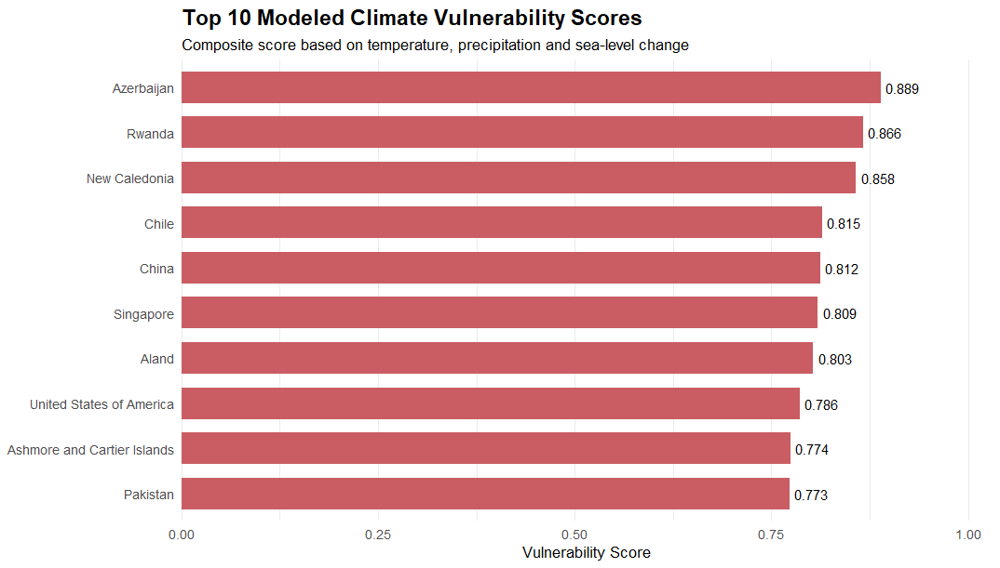 Top 10 Modeled Climate Vulnerability Scores
Composite score based on temperature, precipitation and sea-level change
Azerbaijan 0.889
Rwanda 0.866
New Caledonia 0.858
Chile 0.815
China 0.812
Singapore 0.809
Aland 0.803
United States of America 0.786
Ashmore and Cartier Islands 0.774
Pakistan 0.773
0.00 0.25 0.50 0.75 1.00
Vulnerability Score